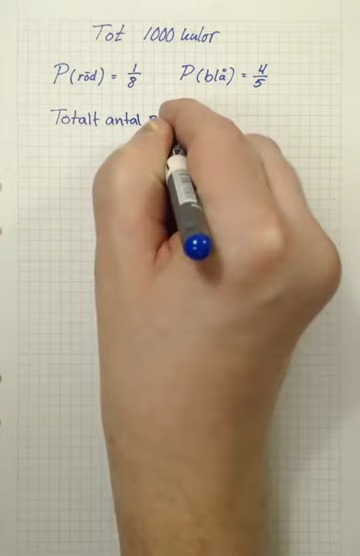 Tot 1000 kulor
P(röd) = 1/8 P(blå) = 4/5
Totalt antal